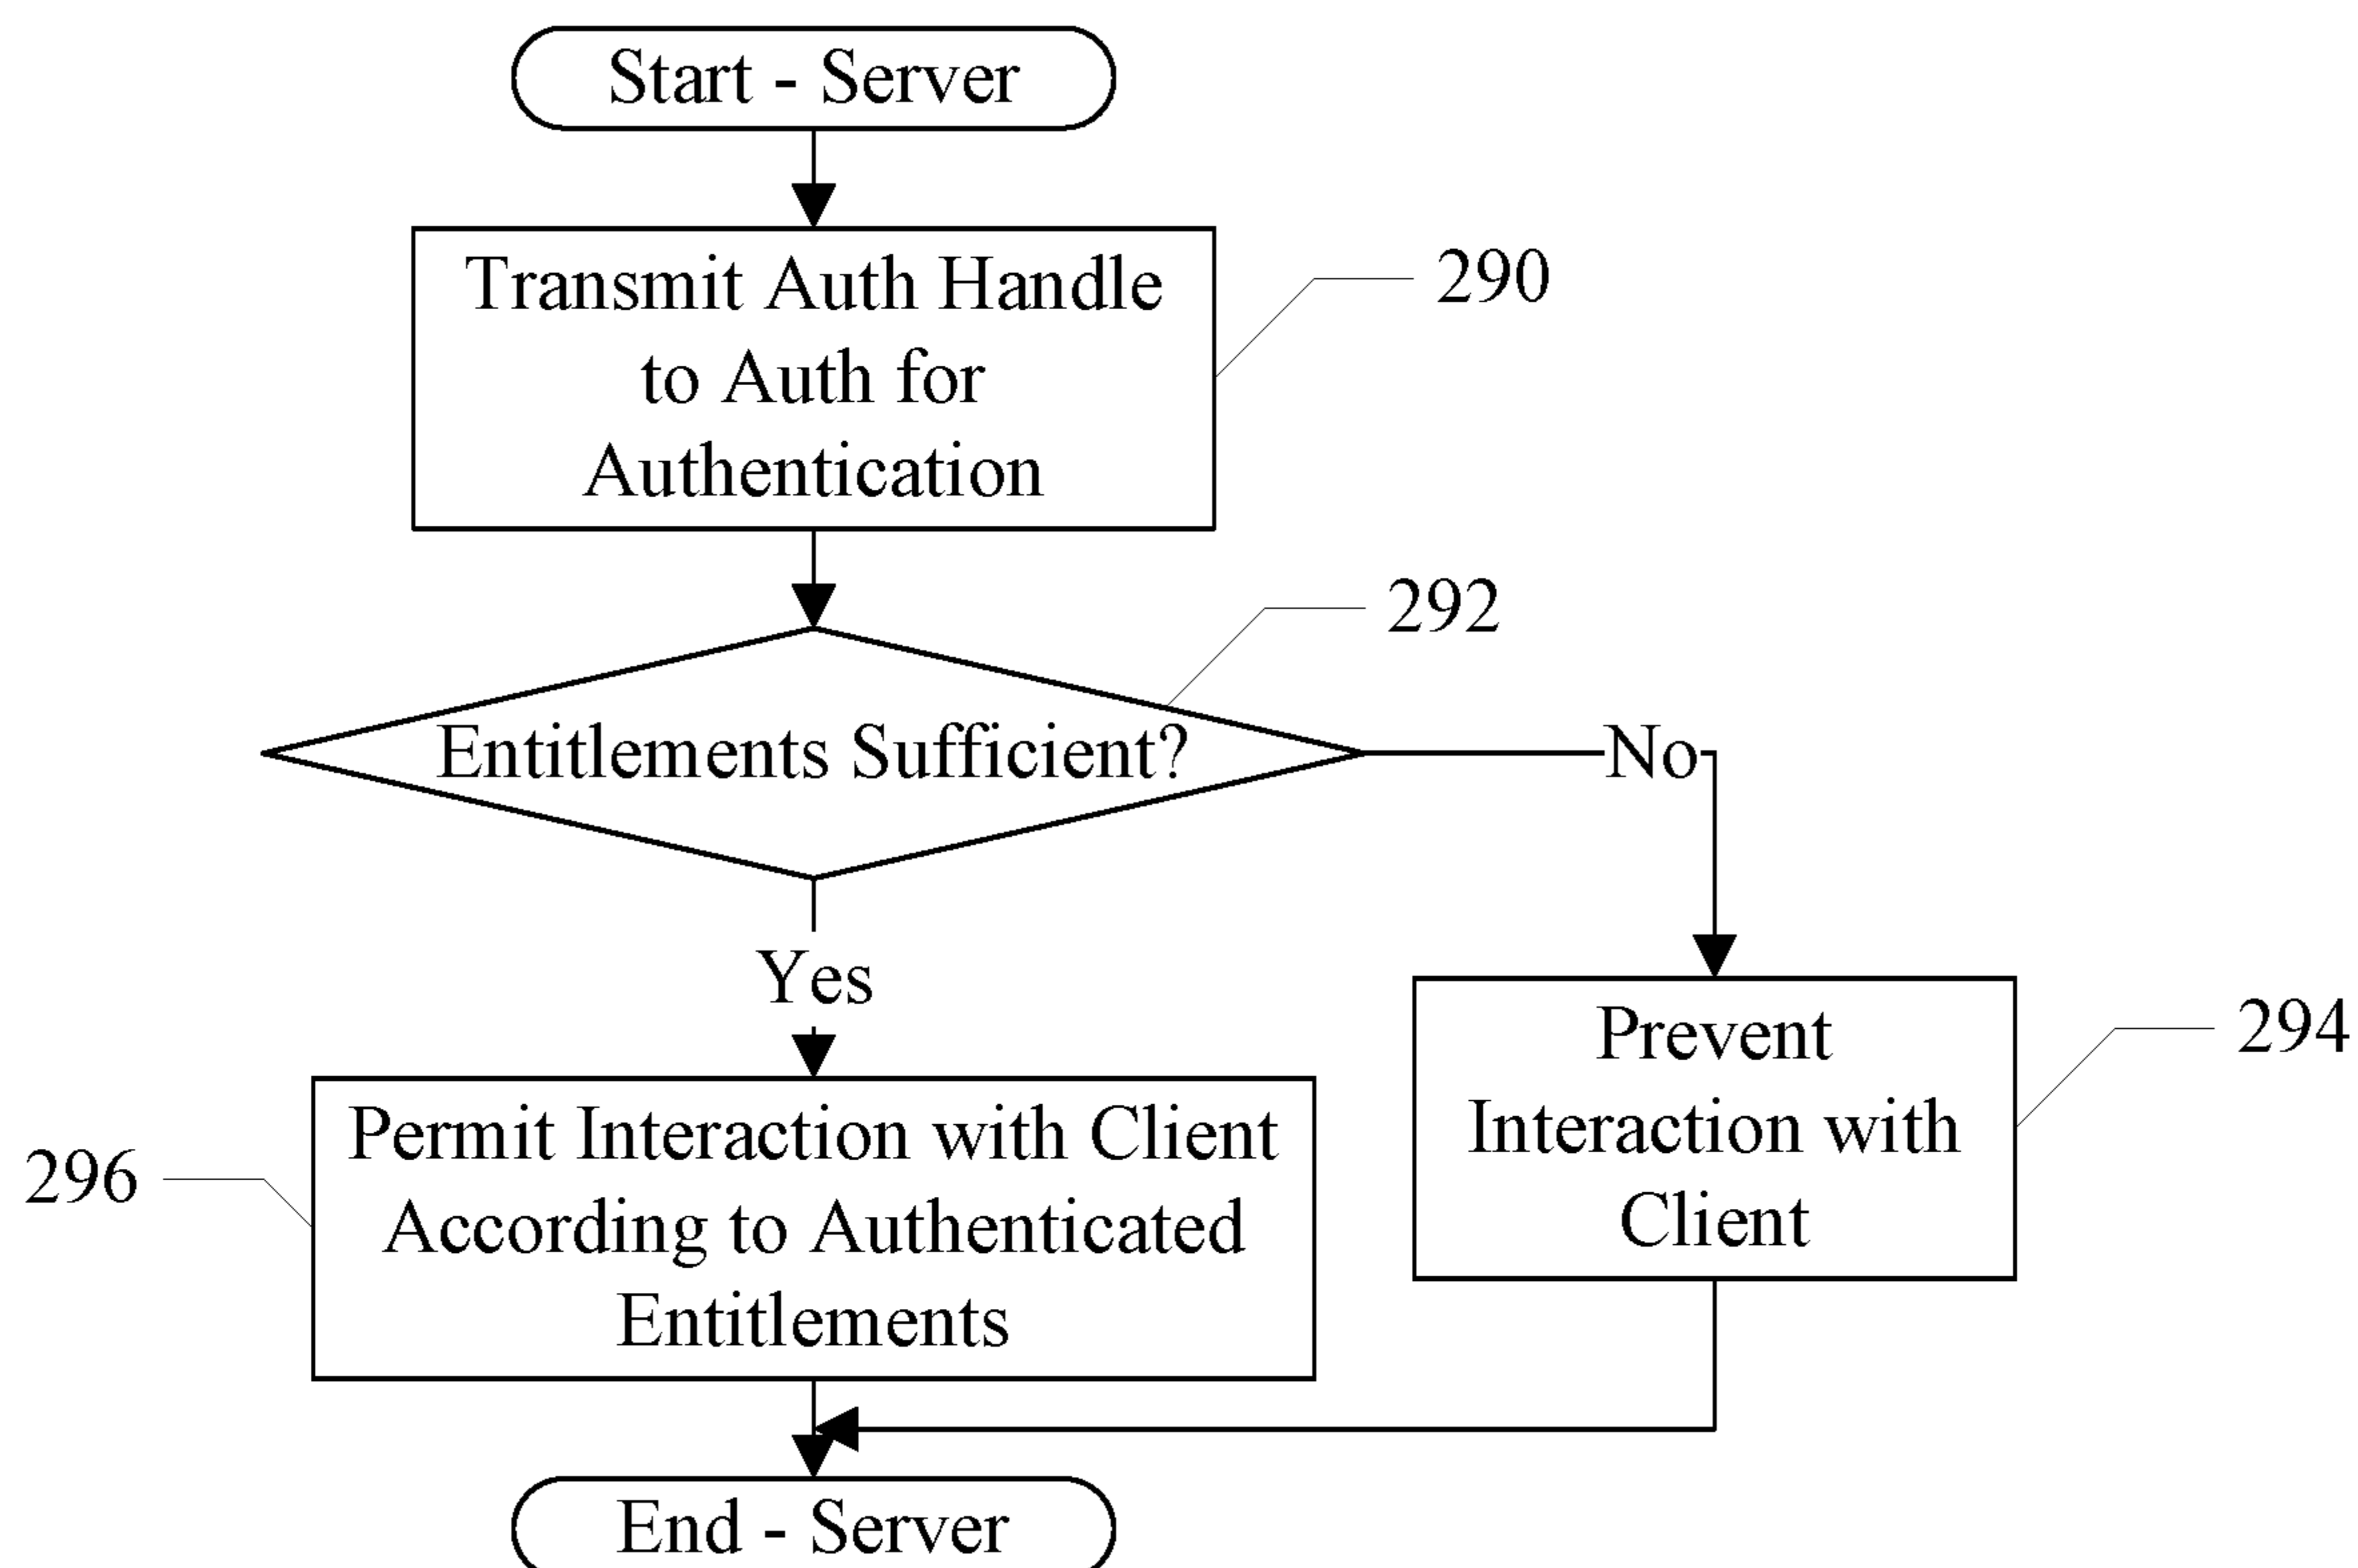 Start - Server
Transmit Auth Handle
to Auth for
Authentication
290
292
Entitlements Sufficient?
No
Yes
Prevent
Interaction with
Client
294
296
Permit Interaction with Client
According to Authenticated
Entitlements
End - Server